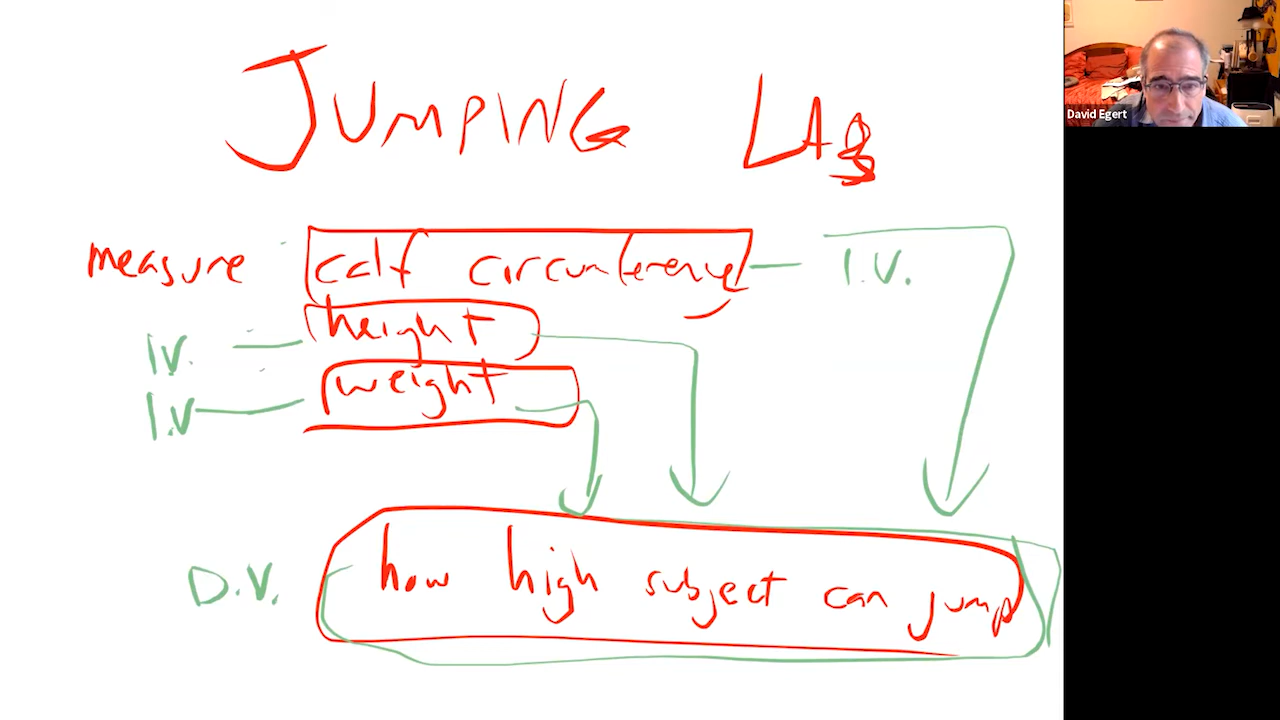 JUMPING LAB
David Egert
measure calf circumference I.V.
I.V. height
I.V weight
D.V. how high subject can jump